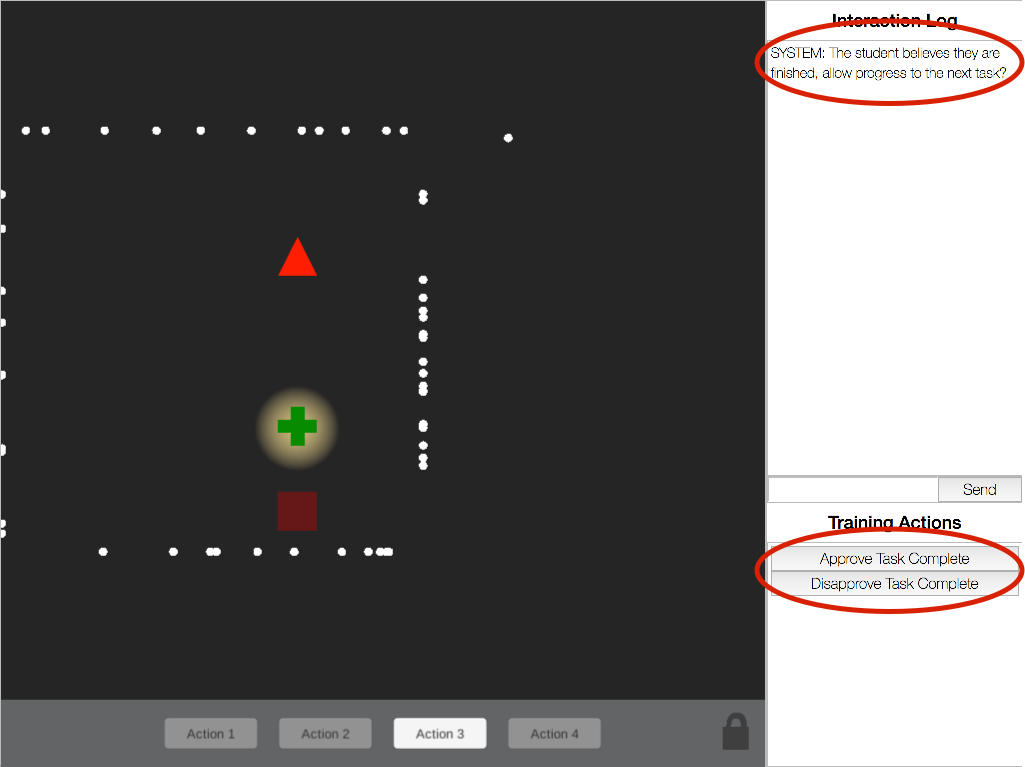 Interaction Log
SYSTEM: The student believes they are
finished, allow progress to the next task?
Send
Training Actions
Approve Task Complete
Disapprove Task Complete
Action 1
Action 2
Action 3
Action 4